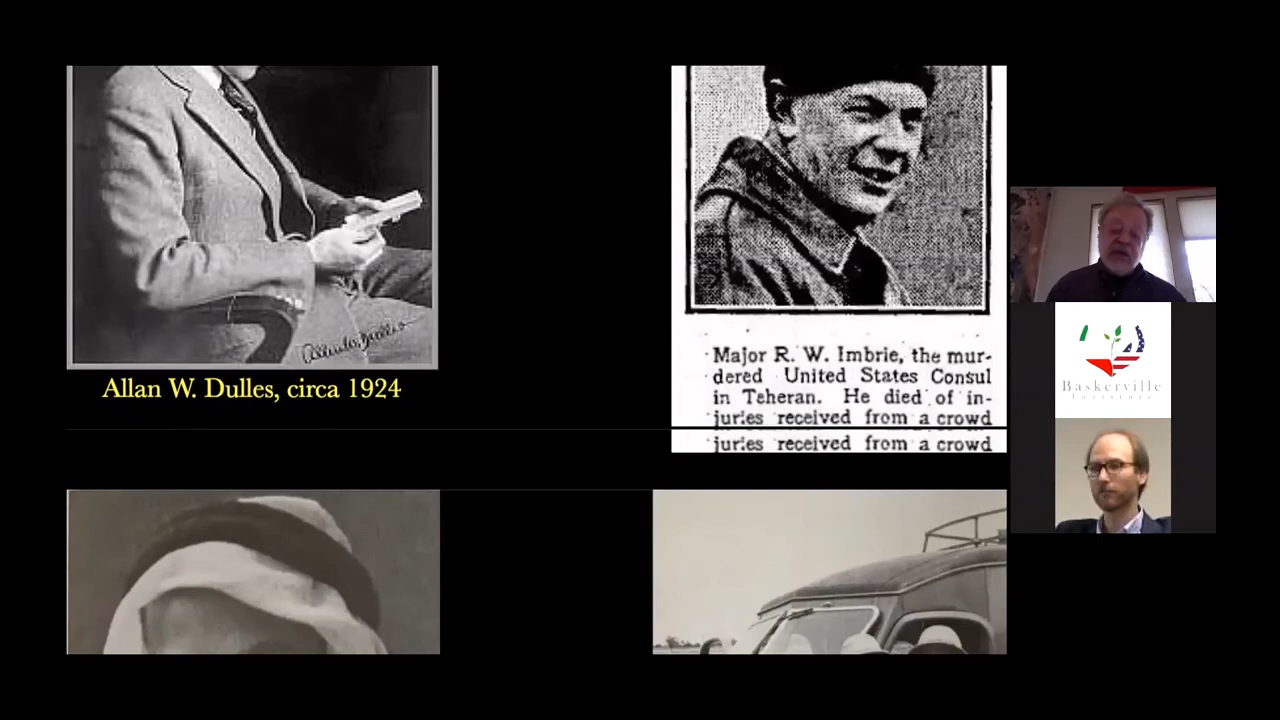 Allan W. Dulles, circa 1924
Major R. W. Imbrie, the mur-
dered United States Consul
in Teheran. He died of in-
juries received from a crowd
juries received from a crowd
Baskerville
Institute